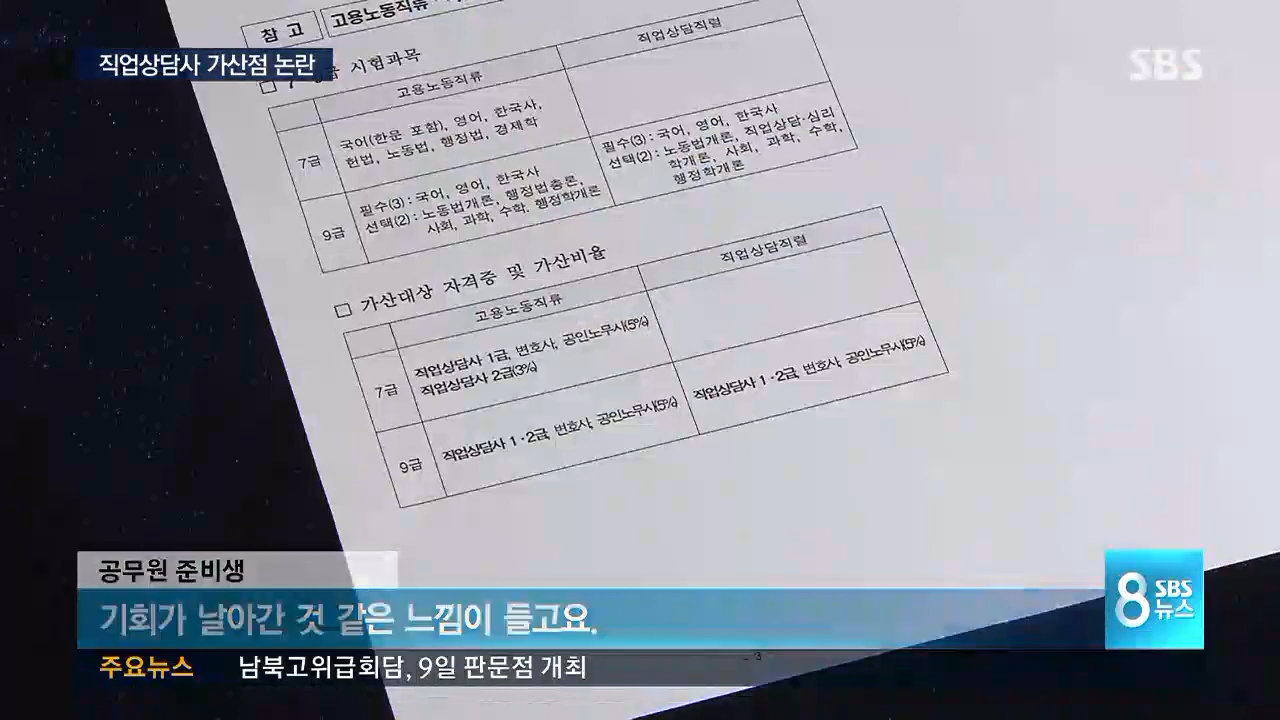 참 고
고용노동직류
직업상담사 가산점 논란
SBS
시험과목
고용노동직류
직업상담직렬
7급
국어(한문 포함), 영어, 한국사,
헌법, 노동법, 행정법, 경제학
9급
필수(3) : 국어, 영어, 한국사
선택(2) : 노동법개론, 행정법총론,
사회, 과학, 수학, 행정학개론
필수(3) : 국어, 영어, 한국사
선택(2) : 노동법개론, 직업상담·심리
학개론, 사회, 과학, 수학,
행정학개론
□ 가산대상 자격증 및 가산비율
고용노동직류
직업상담직렬
7급
직업상담사 1급, 변호사, 공인노무사(5%)
직업상담사 2급(3%)
9급
직업상담사 1·2급, 변호사, 공인노무사(5%)
직업상담사 1·2급, 변호사, 공인노무사(5%)
공무원 준비생
기회가 날아간 것 같은 느낌이 들고요.
8 SBS
뉴스
주요뉴스 남북고위급회담, 9일 판문점 개최
- 3